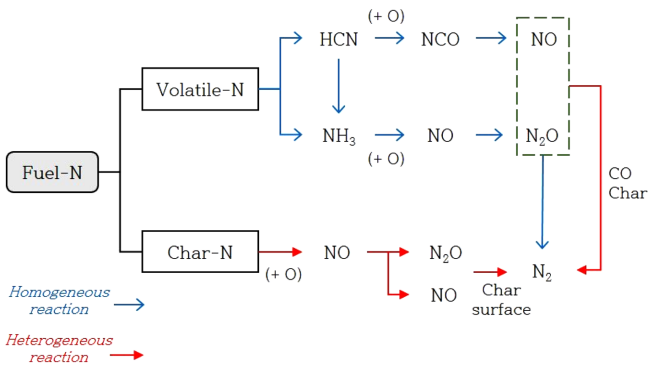 (+ O)
HCN
NCO
NO
Volatile-N
NH₃
NO
N₂O
(+ O)
Fuel-N
CO
Char
Char-N
NO
N₂O
N₂
(+ O)
NO
Char
surface
Homogeneous
reaction
Heterogeneous
reaction